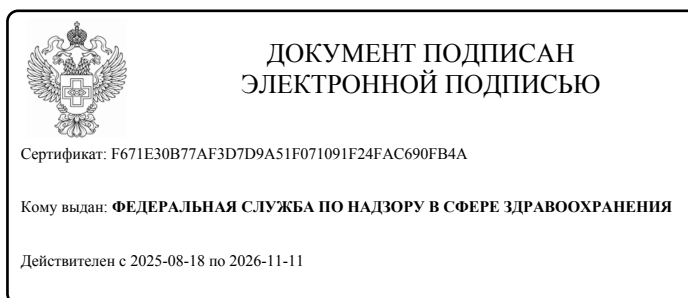 ДОКУМЕНТ ПОДПИСАН
ЭЛЕКТРОННОЙ ПОДПИСЬЮ
Сертификат: F671E30B77AF3D7D9A51F071091F24FAC690FB4A
Кому выдан: ФЕДЕРАЛЬНАЯ СЛУЖБА ПО НАДЗОРУ В СФЕРЕ ЗДРАВООХРАНЕНИЯ
Действителен с 2025-08-18 по 2026-11-11